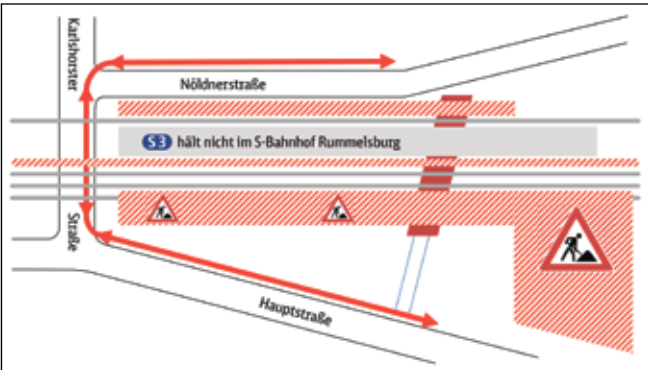 Karlshorster
Nöldnerstraße
S3 hält nicht im S-Bahnhof Rummelsburg
Straße
Hauptstraße